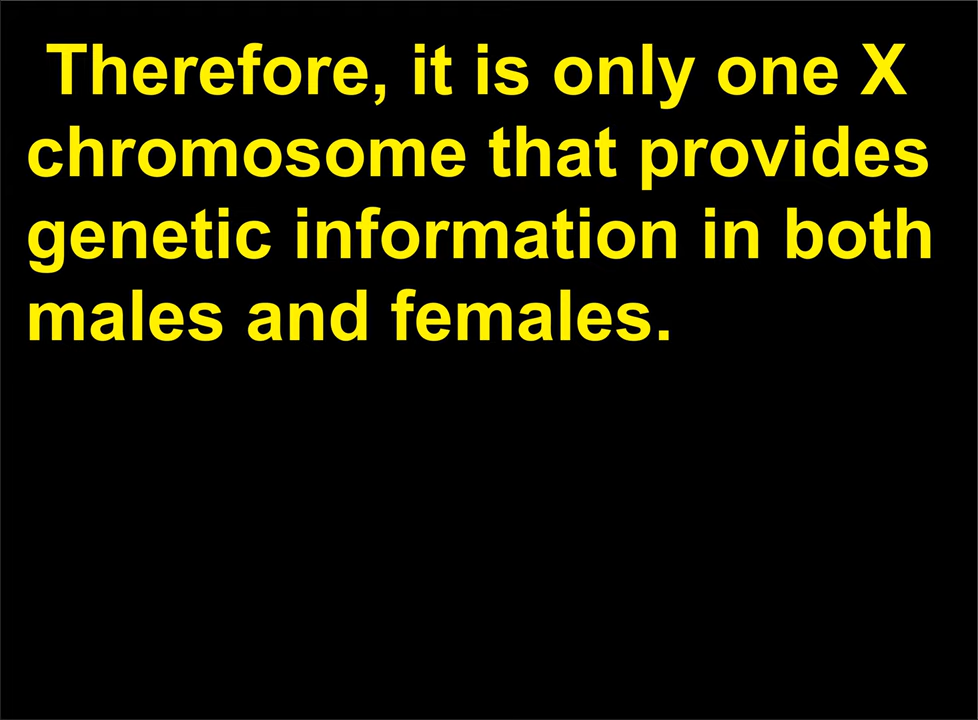 Therefore, it is only one X
chromosome that provides
genetic information in both
males and females.